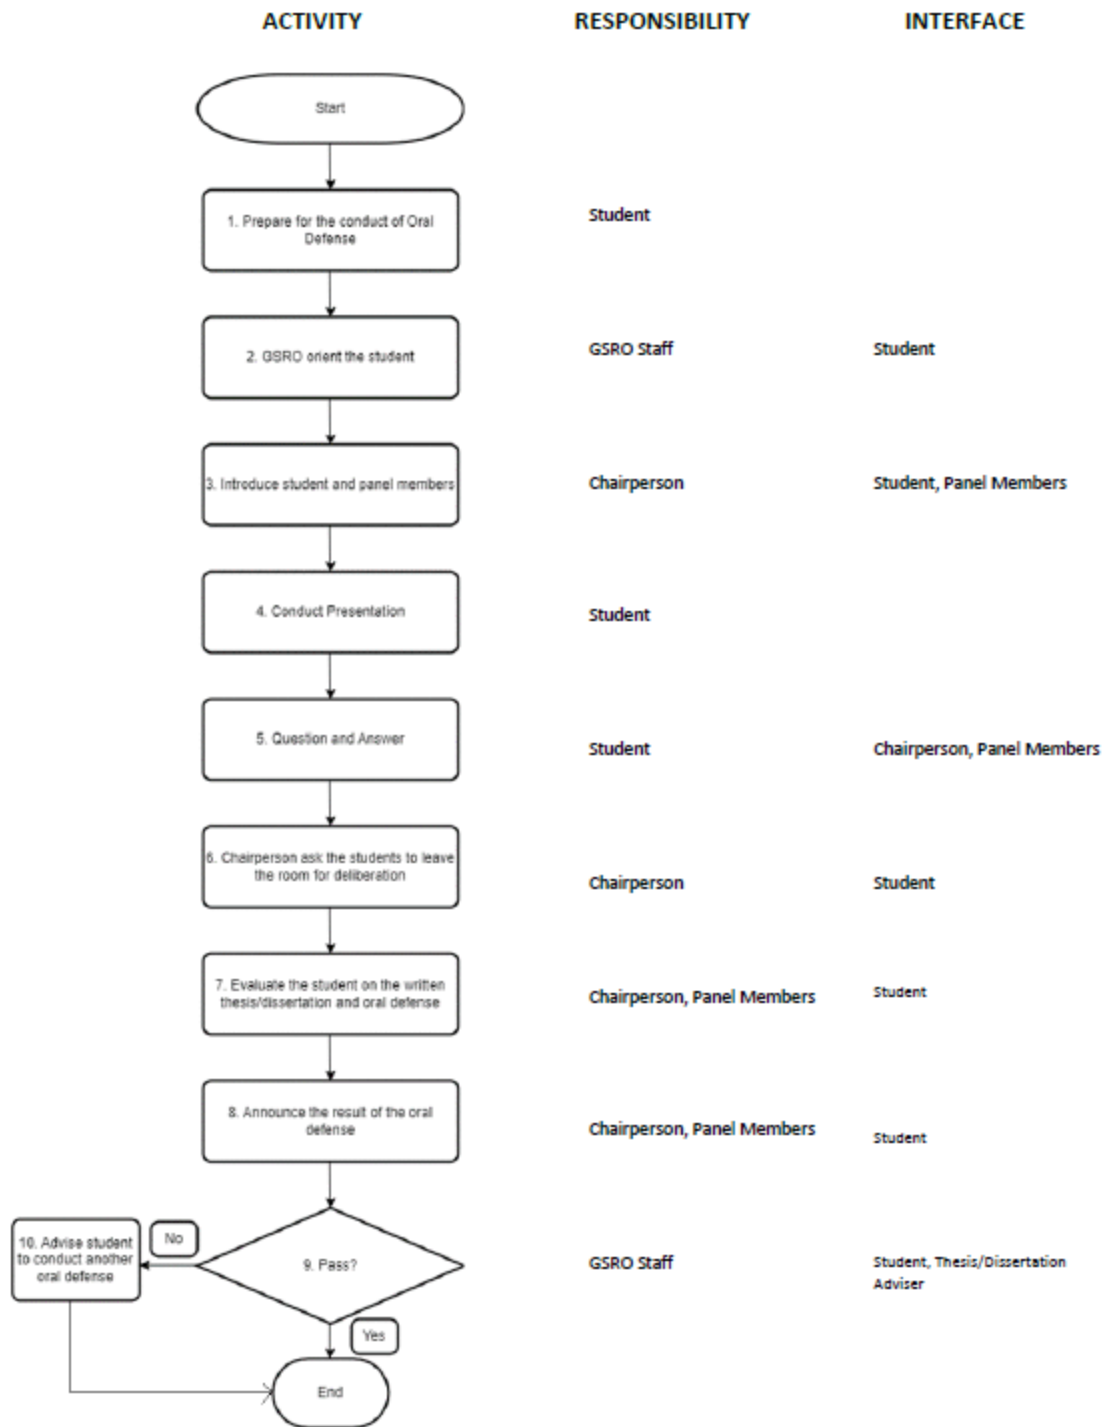 ACTIVITY RESPONSIBILITY INTERFACE
Start
1. Prepare for the conduct of Oral
Defense
Student
2. GSRO orient the student
GSRO Staff
Student
3. Introduce student and panel members
Chairperson
Student, Panel Members
4. Conduct Presentation
Student
5. Question and Answer
Student
Chairperson, Panel Members
6. Chairperson ask the students to leave
the room for deliberation
Chairperson
Student
7. Evaluate the student on the written
thesis/dissertation and oral defense
Chairperson, Panel Members
Student
8. Announce the result of the oral
defense
Chairperson, Panel Members
Student
10. Advise student
to conduct another
oral defense
No
9. Pass?
GSRO Staff
Student, Thesis/Dissertation
Adviser
Yes
End